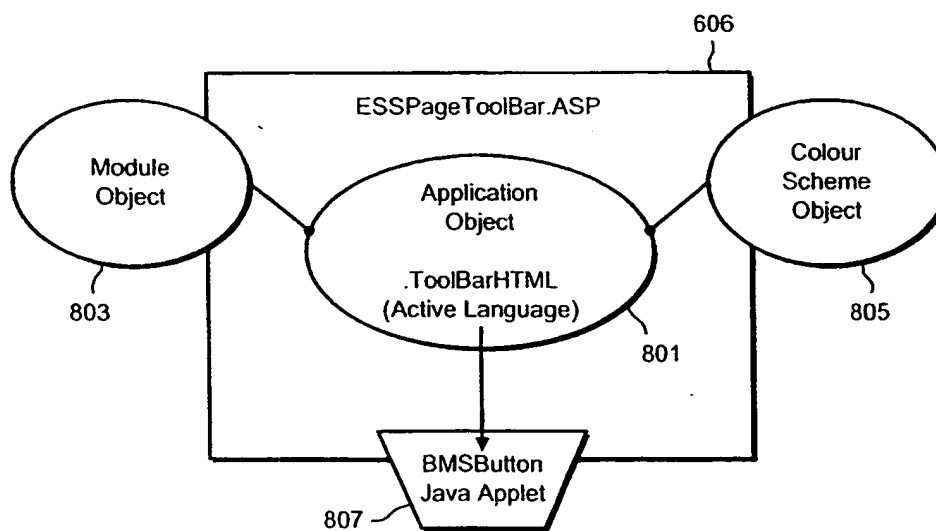 606
ESSPageToolBar.ASP
Module
Object
Application
Object
Colour
Scheme
Object
.ToolBarHTML
(Active Language)
803
801
805
BMSButton
Java Applet
807